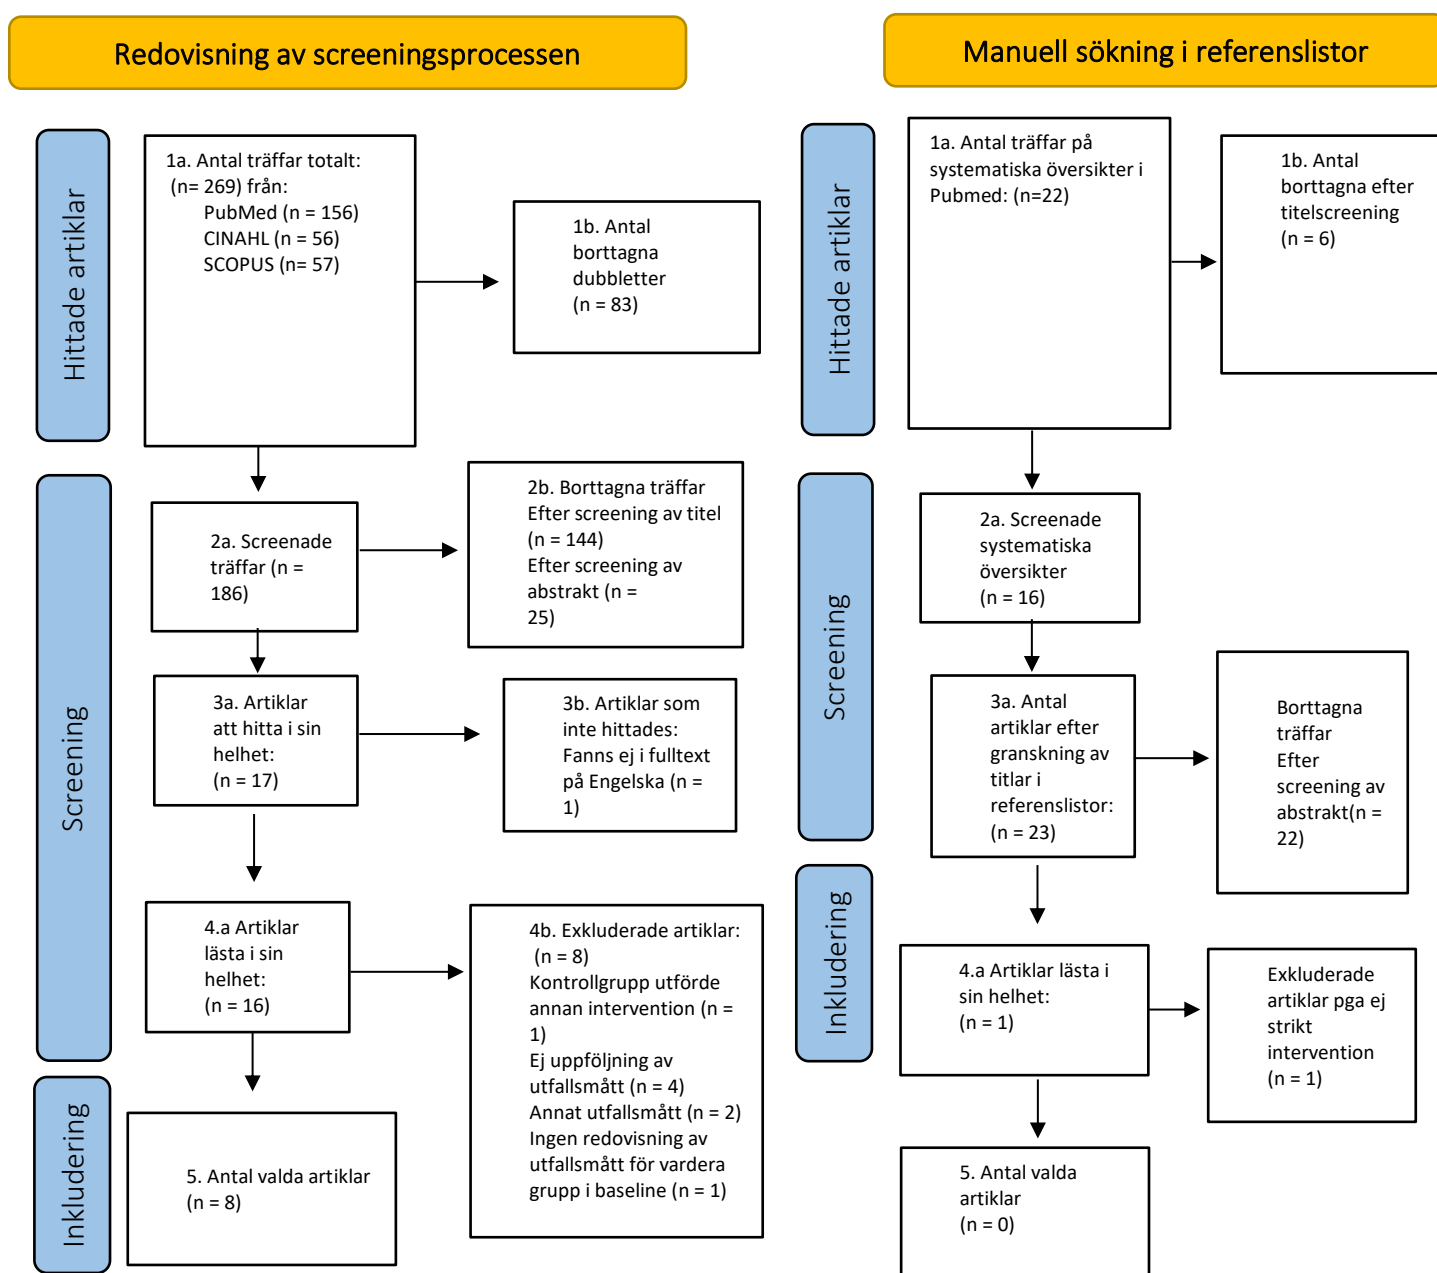 Redovisning av screeningsprocessen
Hittade artiklar
1a. Antal träffar totalt:
(n= 269) från:
PubMed (n = 156)
CINAHL (n = 56)
SCOPUS (n= 57)
1b. Antal
borttagna
dubbletter
(n = 83)
Screening
2a. Screenade
träffar (n =
186)
2b. Borttagna träffar
Efter screening av titel
(n = 144)
Efter screening av
abstrakt (n =
25)
3a. Artiklar
att hitta i sin
helhet:
(n = 17)
3b. Artiklar som
inte hittades:
Fanns ej i fulltext
på Engelska (n =
1)
4.a Artiklar
lästa i sin
helhet:
(n = 16)
4b. Exkluderade artiklar:
(n = 8)
Kontrollgrupp utförde
annan intervention (n =
1)
Ej uppföljning av
utfallsmått (n = 4)
Annat utfallsmått (n = 2)
Ingen redovisning av
utfallsmått för vardera
grupp i baseline (n = 1)
Inkludering
5. Antal valda artiklar
(n = 8)
Manuell sökning i referenslistor
Hittade artiklar
1a. Antal träffar på
systematiska översikter i
Pubmed: (n=22)
1b. Antal
borttagna efter
titelscreening
(n = 6)
Screening
2a. Screenade
systematiska
översikter
(n = 16)
3a. Antal
artiklar efter
granskning av
titlar i
referenslistor:
(n = 23)
Borttagna
träffar
Efter
screening av
abstrakt(n =
22)
Inkludering
4.a Artiklar lästa i
sin helhet:
(n = 1)
Exkluderade
artiklar pga ej
strikt
intervention
(n = 1)
5. Antal valda
artiklar
(n = 0)